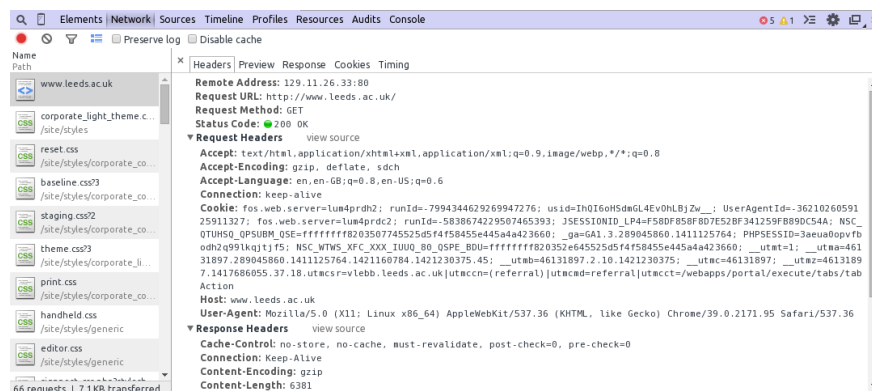 Elements Network Sources Timeline Profiles Resources Audits Console 5 1
Preserve log Disable cache
Name
Path
www.leeds.ac.uk
corporate_light_theme.c...
/site/styles
reset.css
/site/styles/corporate_co...
baseline.css?3
/site/styles/corporate_co...
staging.css?2
/site/styles/corporate_co...
theme.css?3
/site/styles/corporate_li...
print.css
/site/styles/corporate_co...
handheld.css
/site/styles/generic
editor.css
/site/styles/generic
66 requests | 7.1 KB transferred
× Headers Preview Response Cookies Timing
Remote Address: 129.11.26.33:80
Request URL: http://www.leeds.ac.uk/
Request Method: GET
Status Code: 200 OK
Request Headers view source
Accept: text/html,application/xhtml+xml,application/xml;q=0.9,image/webp,*/*;q=0.8
Accept-Encoding: gzip, deflate, sdch
Accept-Language: en,en-GB;q=0.8,en-US;q=0.6
Connection: keep-alive
Cookie: fos.web.server=lum4prdh2; runId=-7994344629269947276; usid=IhQI6oHSdmGL4EvOhLBjZw__; UserAgentId=-36210260591
25911327; fos.web.server=lum4prdc2; runId=-5838674229507465393; JSESSIONID_LP4=F58DF858F8D7E52BF341259FB89DC54A; NSC_
QTUHSQ_QPSUBM_QSE=ffffffff8203507745525d5f4f58455e445a4a423660; _ga=GA1.3.289045860.1411125764; PHPSESSID=3aeua0opvfb
odh2q99lkqjtjf5; NSC_WTWS_XFC_XXX_IUUQ_80_QSPE_BDU=ffffffff820352e645525d5f4f58455e445a4a423660; __utmt=1; __utma=461
31897.289045860.1411125764.1421160784.1421230375.45; __utmb=46131897.2.10.1421230375; __utmc=46131897; __utmz=4613189
7.1417686055.37.18.utmcsr=vlebb.leeds.ac.uk|utmccn=(referral)|utmcmd=referral|utmcct=/webapps/portal/execute/tabs/tab
Action
Host: www.leeds.ac.uk
User-Agent: Mozilla/5.0 (X11; Linux x86_64) AppleWebKit/537.36 (KHTML, like Gecko) Chrome/39.0.2171.95 Safari/537.36
Response Headers view source
Cache-Control: no-store, no-cache, must-revalidate, post-check=0, pre-check=0
Connection: Keep-Alive
Content-Encoding: gzip
Content-Length: 6381